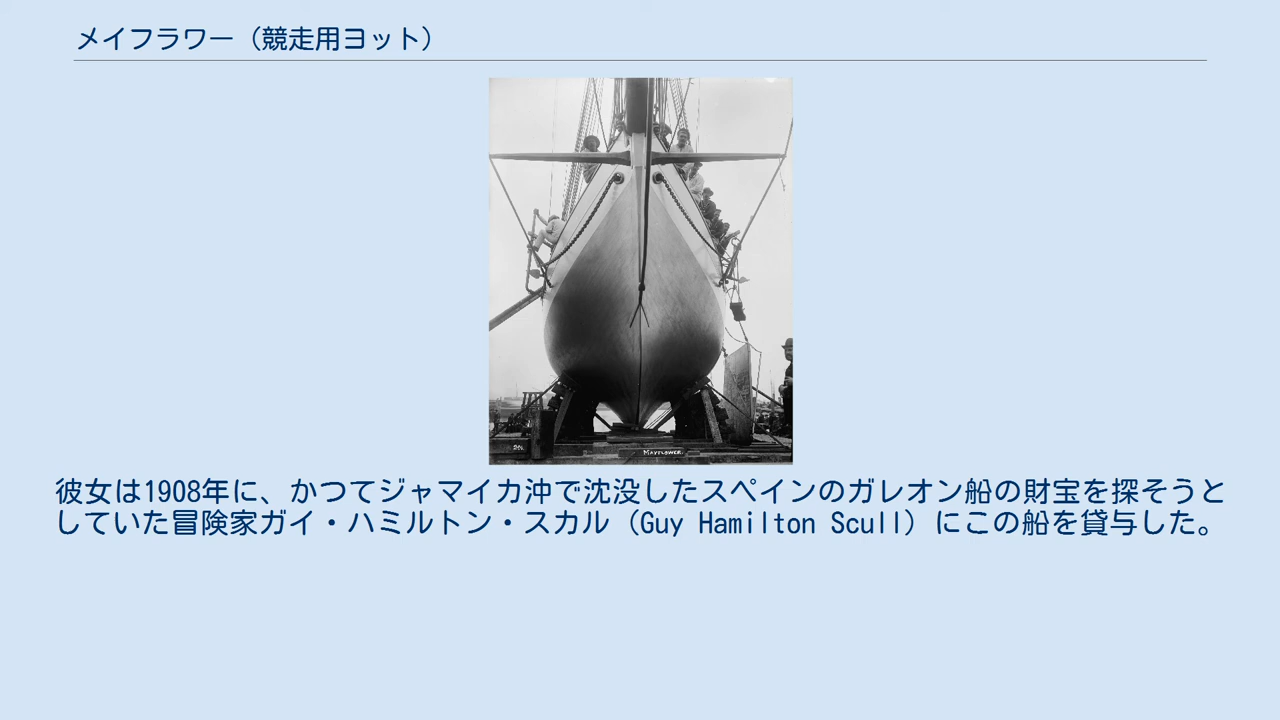 メイフラワー（競走用ヨット）
MAYFLOWER.
彼女は1908年に、かつてジャマイカ沖で沈没したスペインのガレオン船の財宝を探そうと
していた冒険家ガイ・ハミルトン・スカル（Guy Hamilton Scull）にこの船を貸与した。